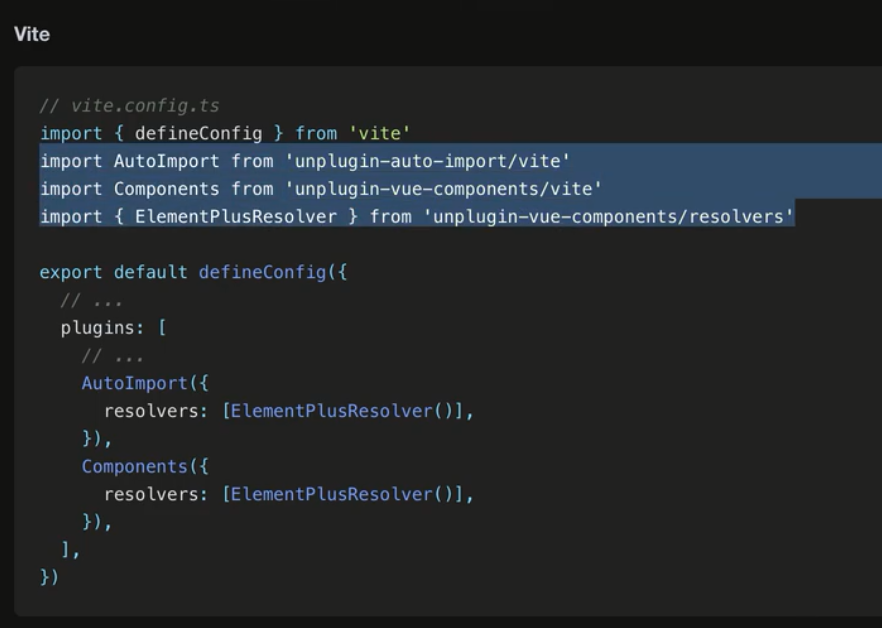 Vite
// vite.config.ts
import { defineConfig } from 'vite'
import AutoImport from 'unplugin-auto-import/vite'
import Components from 'unplugin-vue-components/vite'
import { ElementPlusResolver } from 'unplugin-vue-components/resolvers'
export default defineConfig({
  // ...
  plugins: [
    // ...
    AutoImport({
      resolvers: [ElementPlusResolver()],
    }),
    Components({
      resolvers: [ElementPlusResolver()],
    }),
  ],
})